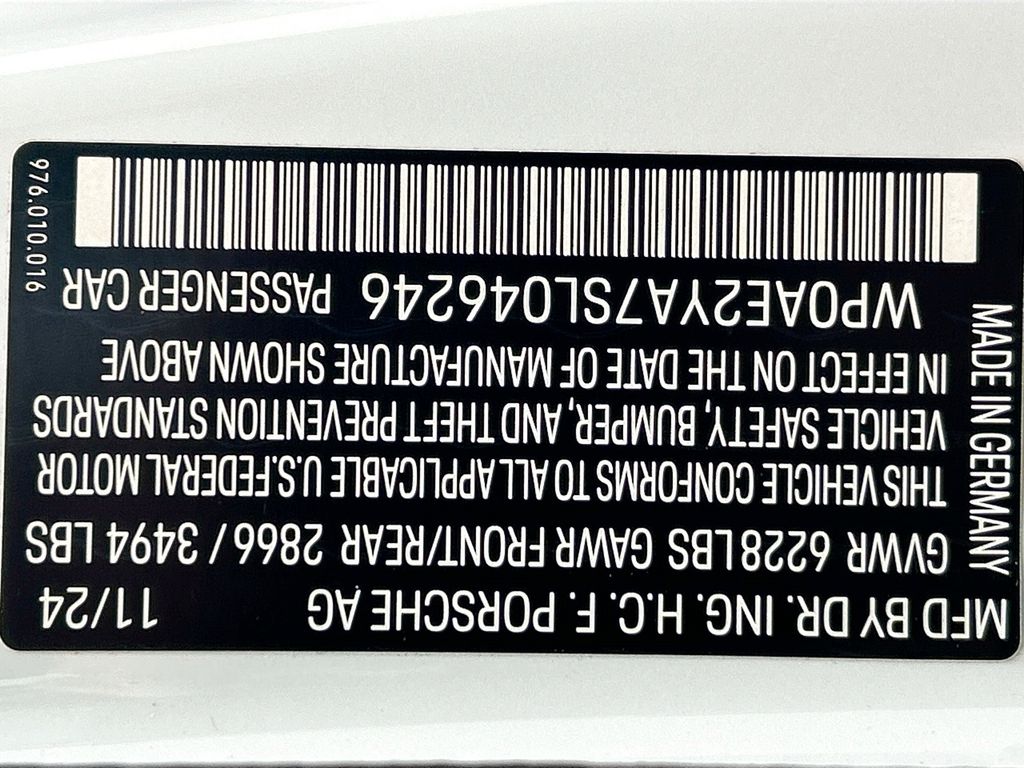 MFD BY DR. ING. H.C. F. PORSCHE AG 11/24
GVWR 6228 LBS GAWR FRONT/REAR 2866 / 3494 LBS
THIS VEHICLE CONFORMS TO ALL APPLICABLE U.S.FEDERAL MOTOR
VEHICLE SAFETY, BUMPER, AND THEFT PREVENTION STANDARDS
IN EFFECT ON THE DATE OF MANUFACTURE SHOWN ABOVE
WP0AE2YA7SL046246 PASSENGER CAR
MADE IN GERMANY
976.010.016